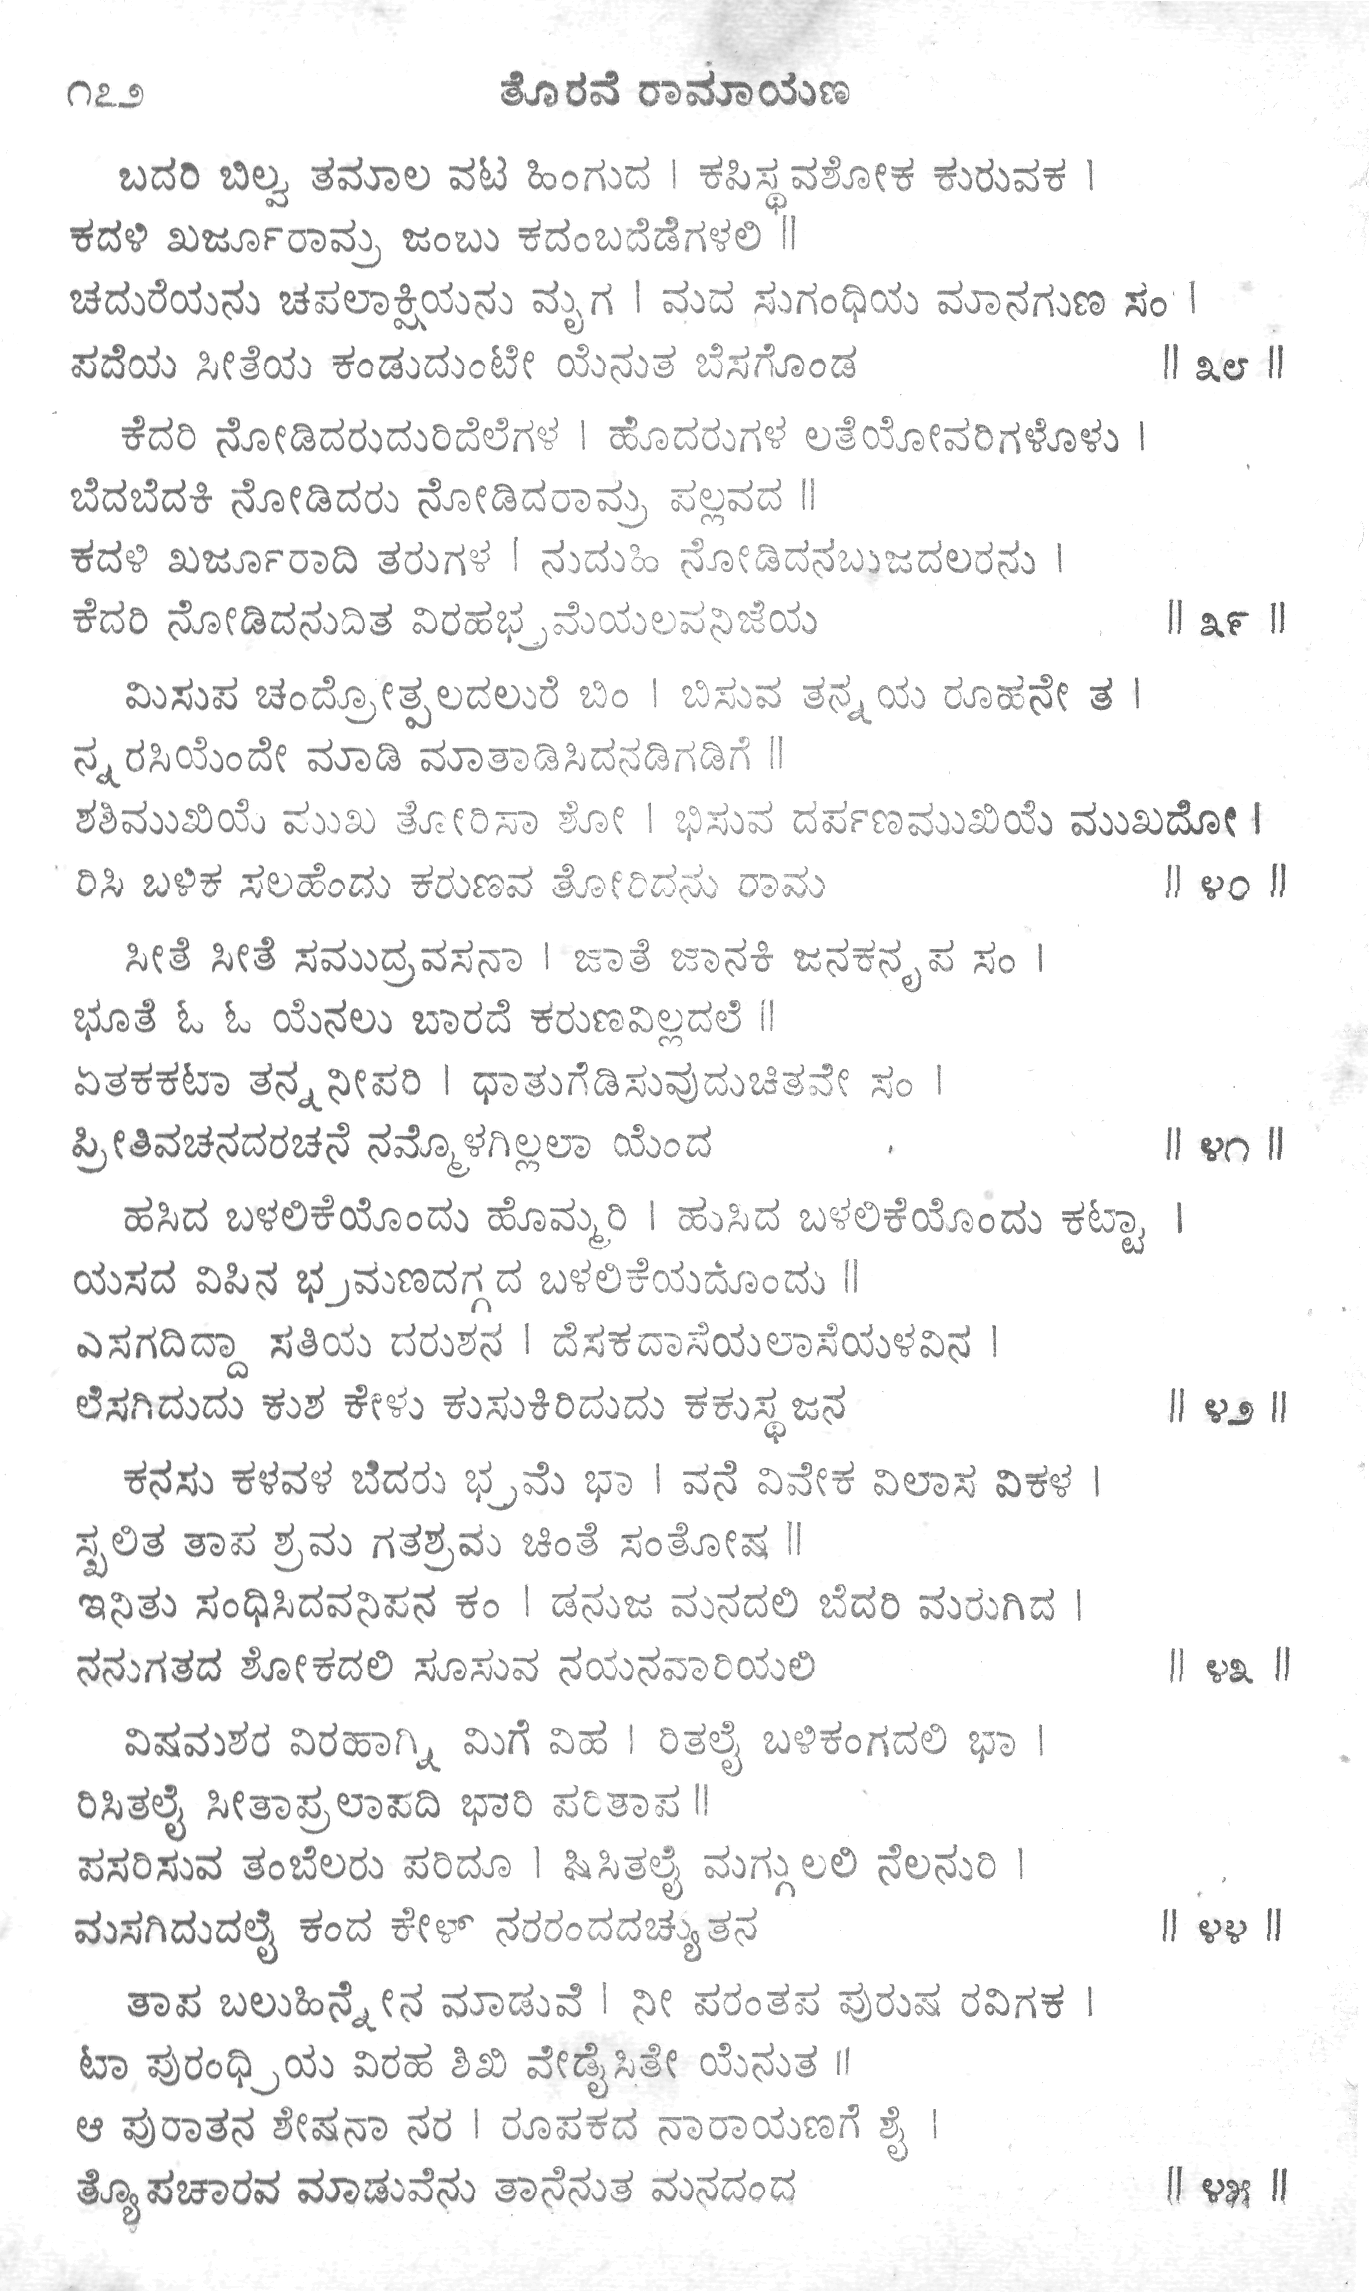 ೧೭೨ ತೊರವೆ ರಾಮಾಯಣ
ಬದರಿ ಬಿಲ್ವ ತಮಾಲ ವಟ ಹಿಂಗುದ | ಕಪಿಸ್ಥವಶೋಕ ಕುರುವಕ |
ಕದಳಿ ಖರ್ಜೂರಾಮ್ರ ಜಂಬು ಕದಂಬದೆಡೆಗಳಲಿ ||
ಚದುರೆಯನು ಚಪಲಾಕ್ಷಿಯನು ಮೃಗ | ಮದ ಸುಗಂಧಿಯ ಮಾನಗುಣ ಸಂ |
ಪದೆಯ ಸೀತೆಯ ಕಂಡುದುಂಟೇ ಯೆನುತ ಬೆಸಗೊಂಡ || ೩೮ ||
ಕೆದರಿ ನೋಡಿದರುದುರಿದೆಲೆಗಳ | ಹೊದರುಗಳ ಲತೆಯೋವರಿಗಳೊಳು |
ಬೆದಬೆದಕಿ ನೋಡಿದರು ನೋಡಿದರಾಮ್ರ ಪಲ್ಲವದ ||
ಕದಳಿ ಖರ್ಜೂರಾದಿ ತರುಗಳ | ನುದುಹಿ ನೋಡಿದನಬುಜದಲರನು |
ಕೆದರಿ ನೋಡಿದನುದಿತ ವಿರಹಭ್ರಮೆಯಲವನಿಜೆಯ || ೩೯ ||
ಮಿಸುಪ ಚಂದ್ರೋತ್ಪಲದಲುರೆ ಬಿಂ | ಬಿಸುವ ತನ್ನಯ ರೂಹನೇ ತ |
ನ್ನರಸಿಯೆಂದೇ ಮಾಡಿ ಮಾತಾಡಿಸಿದನಡಿಗಡಿಗೆ ||
ಶಶಿಮುಖಿಯೆ ಮುಖ ತೋರಿಸಾ ಶೋ | ಭಿಸುವ ದರ್ಪಣಮುಖಿಯೆ ಮುಖದೋ |
ರಿಸಿ ಬಳಿಕ ಸಲಹೆಂದು ಕರುಣವ ತೋರಿದನು ರಾಮ || ೪೦ ||
ಸೀತೆ ಸೀತೆ ಸಮುದ್ರವಸನಾ | ಜಾತೆ ಜಾನಕಿ ಜನಕನೃಪ ಸಂ |
ಭೂತೆ ಓ ಓ ಯೆನಲು ಬಾರದೆ ಕರುಣವಿಲ್ಲದಲೆ ||
ಏತಕಕಟಾ ತನ್ನನೀಪರಿ | ಧಾತುಗೆಡಿಸುವುದುಚಿತವೇ ಸಂ |
ಪ್ರೀತಿವಚನದರಚನೆ ನಮ್ಮೊಳಗಿಲ್ಲಲಾ ಯೆಂದ || ೪೧ ||
ಹಸಿದ ಬಳಲಿಕೆಯೊಂದು ಹೊಮ್ಮರಿ | ಹುಸಿದ ಬಳಲಿಕೆಯೊಂದು ಕಟ್ಟಾ |
ಯಸದ ವಿಪಿನ ಭ್ರಮಣದಗ್ಗದ ಬಳಲಿಕೆಯದೊಂದು ||
ಎಸಗದಿದ್ದಾ ಸತಿಯ ದರುಶನ | ದೆಸಕದಾಸೆಯಲಾಸೆಯಳವಿನ |
ಲೆಸಗಿದುದು ಕುಶ ಕೇಳು ಕುಸುಕಿರಿದುದು ಕಕುಸ್ಥಜನ || ೪೨ ||
ಕನಸು ಕಳವಳ ಬೆದರು ಭ್ರಮೆ ಭಾ | ವನೆ ವಿವೇಕ ವಿಲಾಸ ವಿಕಳ |
ಸ್ಖಲಿತ ತಾಪ ಶ್ರಮ ಗತಶ್ರಮ ಚಿಂತೆ ಸಂತೋಷ ||
ಇನಿತು ಸಂಧಿಸಿದವನಿಪನ ಕಂ | ಡನುಜ ಮನದಲಿ ಬೆದರಿ ಮರುಗಿದ |
ನನುಗತದ ಶೋಕದಲಿ ಸೂಸುವ ನಯನವಾರಿಯಲಿ || ೪೩ ||
ವಿಷಮಶರ ವಿರಹಾಗ್ನಿ ಮಿಗೆ ವಿಹ | ರಿತಲೈ ಬಳಿಕಂಗದಲಿ ಭಾ |
ರಿಸಿತಲೈ ಸೀತಾಪ್ರಲಾಪದಿ ಭಾರಿ ಪರಿತಾಪ ||
ಪಸರಿಸುವ ತಂಬೆಲರು ಪರಿದೂ | ಷಿಸಿತಲೈ ಮಗ್ಗುಲಲಿ ನೆಲನುರಿ |
ಮಸಗಿದುದಲೈ ಕಂದ ಕೇಳ್ ನರರಂದದಚ್ಯುತನ || ೪೪ ||
ತಾಪ ಬಲುಹಿನ್ನೇನ ಮಾಡುವೆ | ನೀ ಪರಂತಪ ಪುರುಷ ರವಿಗಕ |
ಟಾ ಪುರಂಧ್ರಿಯ ವಿರಹ ಶಿಖಿ ವೇಡೈಸಿತೇ ಯೆನುತ ||
ಆ ಪುರಾತನ ಶೇಷನಾ ನರ | ರೂಪಕದ ನಾರಾಯಣಗೆ ಶೈ |
ತ್ಯೋಪಚಾರವ ಮಾಡುವೆನು ತಾನೆನುತ ಮನದಂದ || ೪೫ ||